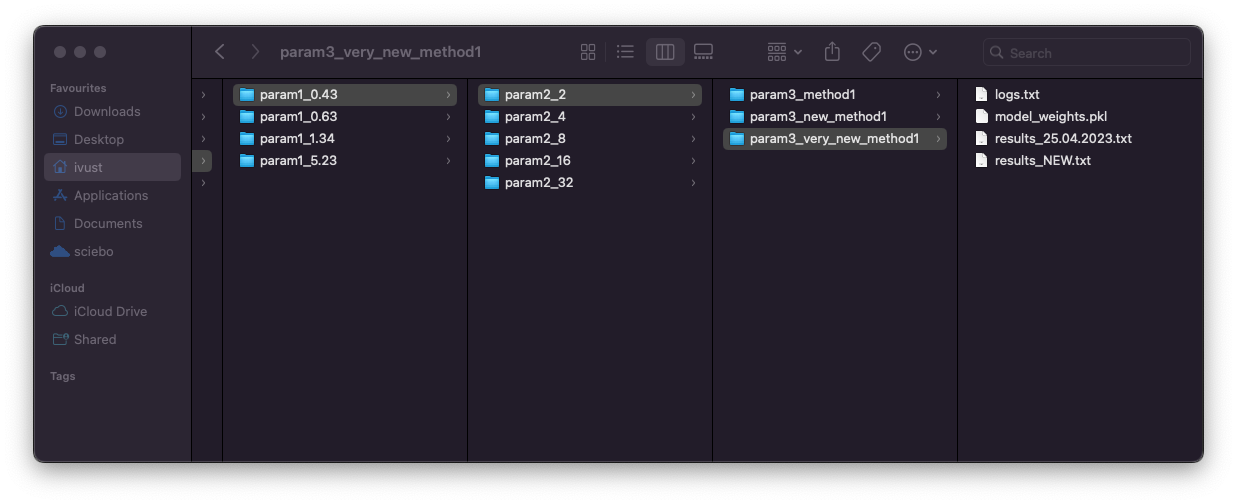 param3_very_new_method1
Search
Favourites
Downloads
Desktop
ivust
Applications
Documents
sciebo
iCloud
iCloud Drive
Shared
Tags
param1_0.43
param1_0.63
param1_1.34
param1_5.23
param2_2
param2_4
param2_8
param2_16
param2_32
param3_method1
param3_new_method1
param3_very_new_method1
logs.txt
model_weights.pkl
results_25.04.2023.txt
results_NEW.txt